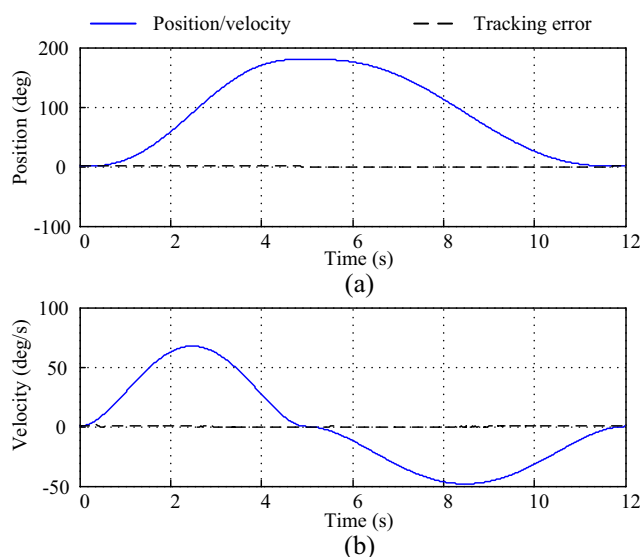 Position/velocity Tracking error
200
100
0
-100
Position (deg)
0 2 4 6 8 10 12
Time (s)
(a)
100
50
0
-50
Velocity (deg/s)
0 2 4 6 8 10 12
Time (s)
(b)